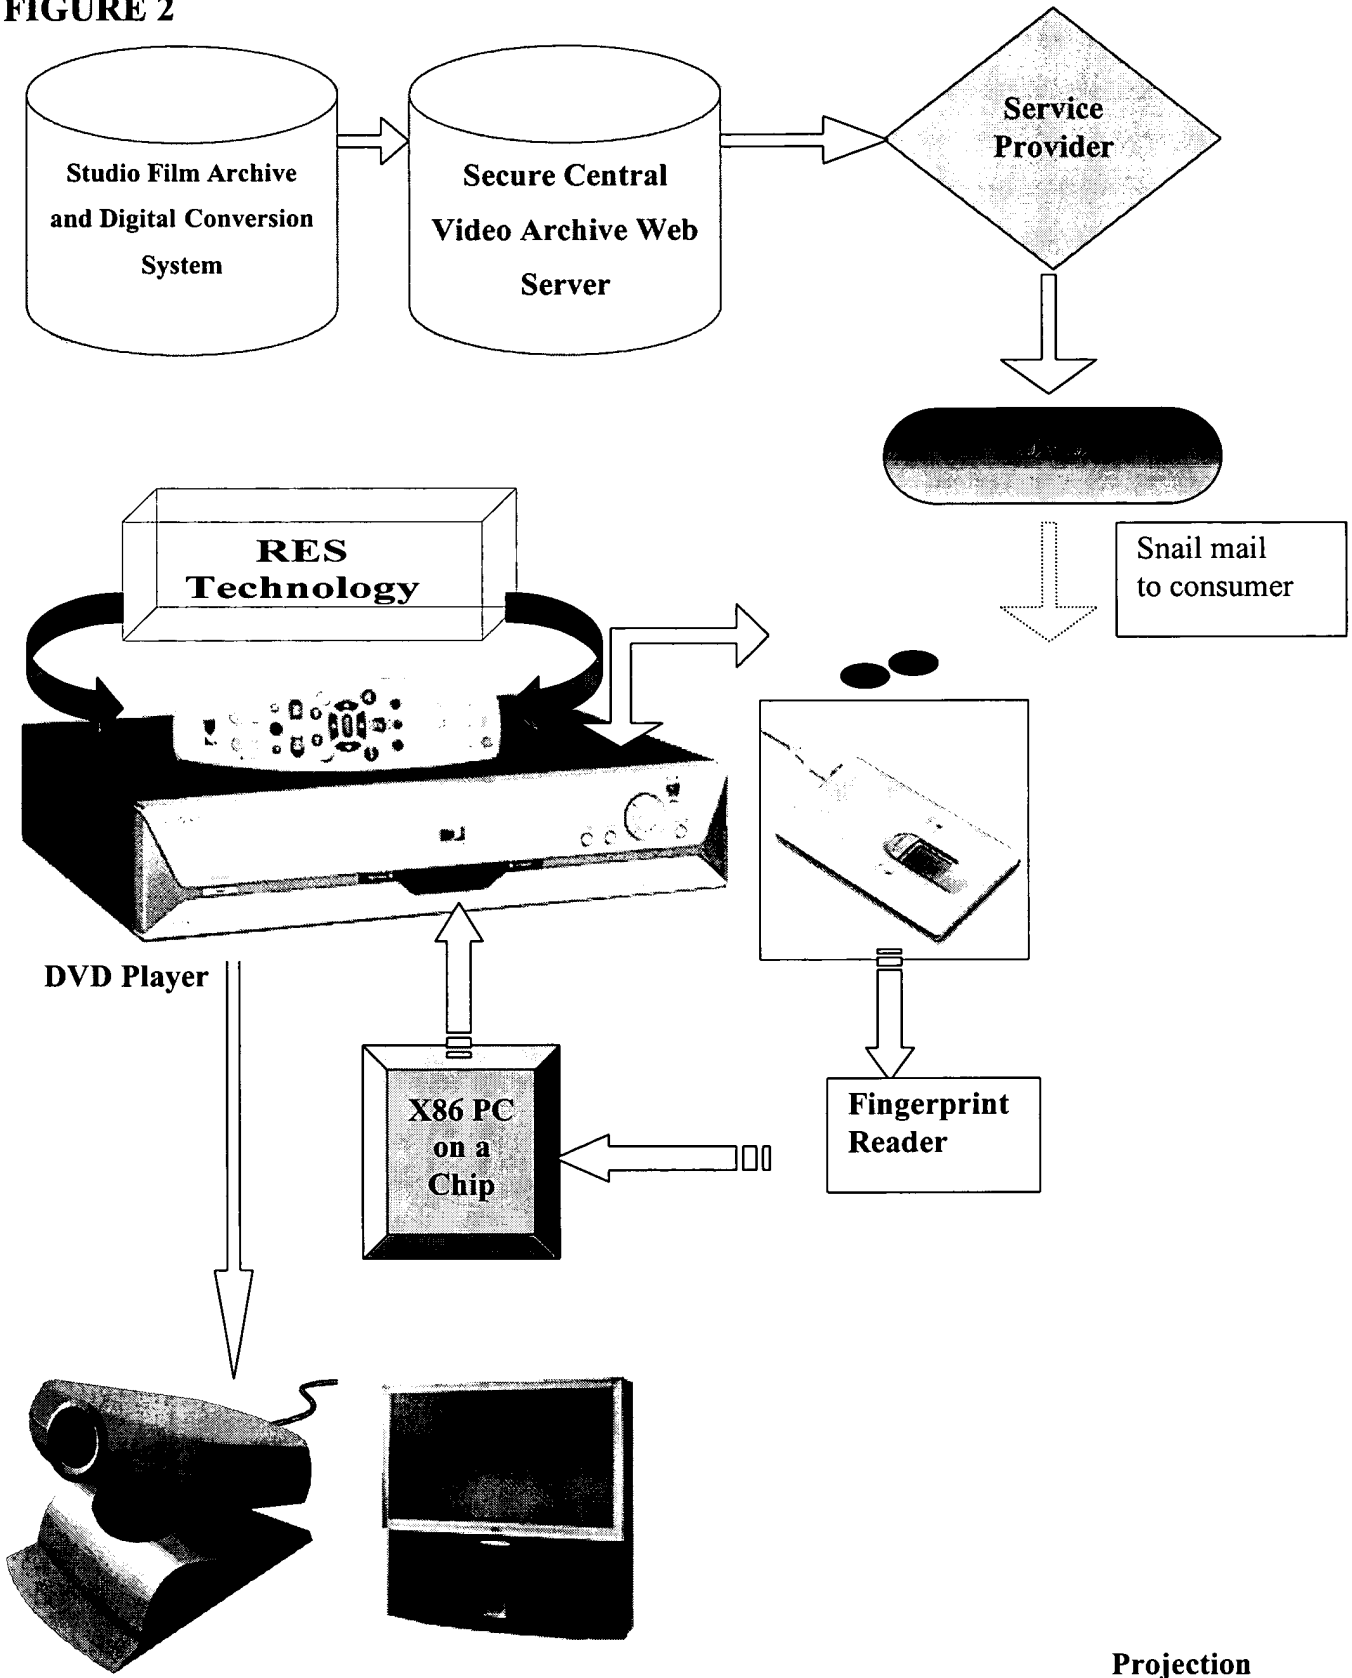 FIGURE 2
Studio Film Archive
and Digital Conversion
System
Secure Central
Video Archive Web
Server
Service
Provider
Snail mail
to consumer
RES
Technology
DVD Player
X86 PC
on a
Chip
Fingerprint
Reader
Projection